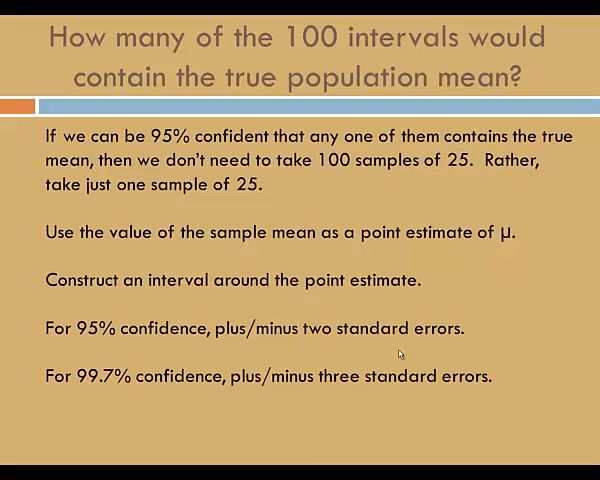 How many of the 100 intervals would
contain the true population mean?
If we can be 95% confident that any one of them contains the true
mean, then we don't need to take 100 samples of 25. Rather,
take just one sample of 25.
Use the value of the sample mean as a point estimate of µ.
Construct an interval around the point estimate.
For 95% confidence, plus/minus two standard errors.
For 99.7% confidence, plus/minus three standard errors.